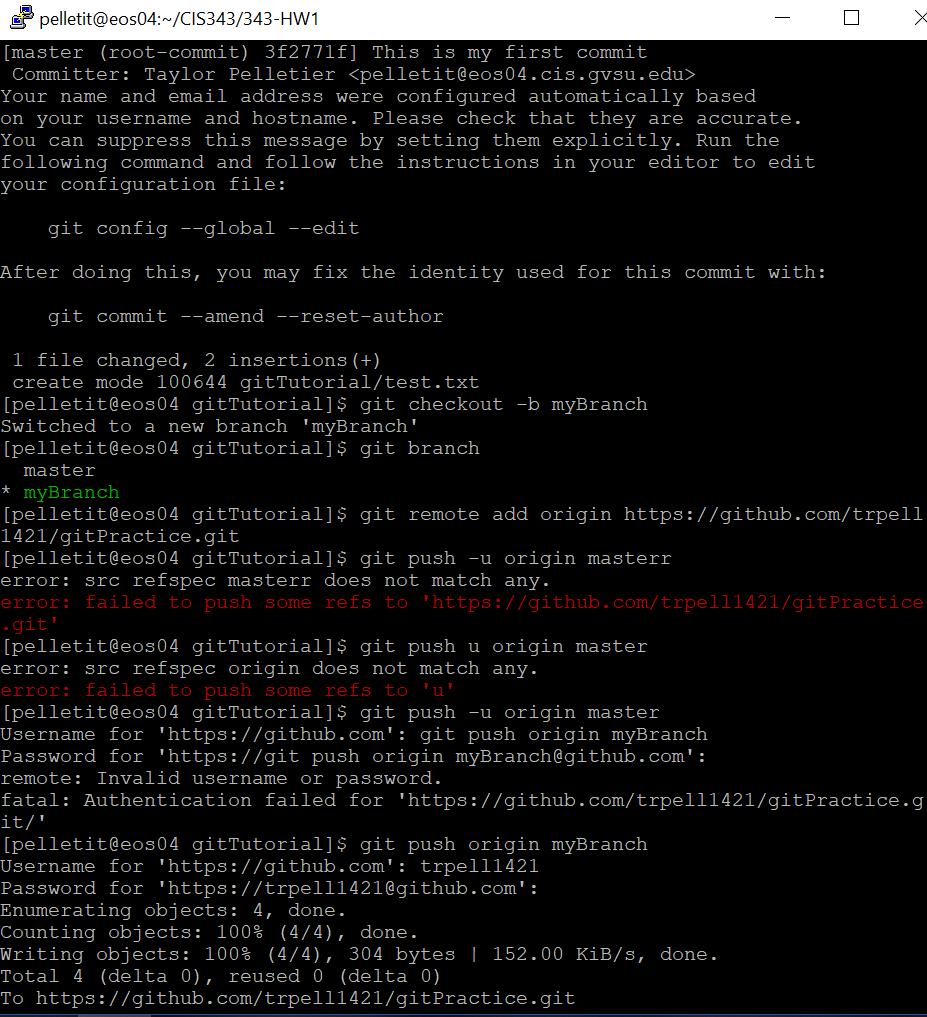 pelletit@eos04:~/CIS343/343-HW1
[master (root-commit) 3f2771f] This is my first commit
 Committer: Taylor Pelletier <pelletit@eos04.cis.gvsu.edu>
Your name and email address were configured automatically based
on your username and hostname. Please check that they are accurate.
You can suppress this message by setting them explicitly. Run the
following command and follow the instructions in your editor to edit
your configuration file:

    git config --global --edit

After doing this, you may fix the identity used for this commit with:

    git commit --amend --reset-author

 1 file changed, 2 insertions(+)
 create mode 100644 gitTutorial/test.txt
[pelletit@eos04 gitTutorial]$ git checkout -b myBranch
Switched to a new branch 'myBranch'
[pelletit@eos04 gitTutorial]$ git branch
  master
* myBranch
[pelletit@eos04 gitTutorial]$ git remote add origin https://github.com/trpell
1421/gitPractice.git
[pelletit@eos04 gitTutorial]$ git push -u origin masterr
error: src refspec masterr does not match any.
error: failed to push some refs to 'https://github.com/trpell1421/gitPractice
.git'
[pelletit@eos04 gitTutorial]$ git push u origin master
error: src refspec origin does not match any.
error: failed to push some refs to 'u'
[pelletit@eos04 gitTutorial]$ git push -u origin master
Username for 'https://github.com': git push origin myBranch
Password for 'https://git push origin myBranch@github.com':
remote: Invalid username or password.
fatal: Authentication failed for 'https://github.com/trpell1421/gitPractice.g
it/'
[pelletit@eos04 gitTutorial]$ git push origin myBranch
Username for 'https://github.com': trpell1421
Password for 'https://trpell1421@github.com':
Enumerating objects: 4, done.
Counting objects: 100% (4/4), done.
Writing objects: 100% (4/4), 304 bytes | 152.00 KiB/s, done.
Total 4 (delta 0), reused 0 (delta 0)
To https://github.com/trpell1421/gitPractice.git